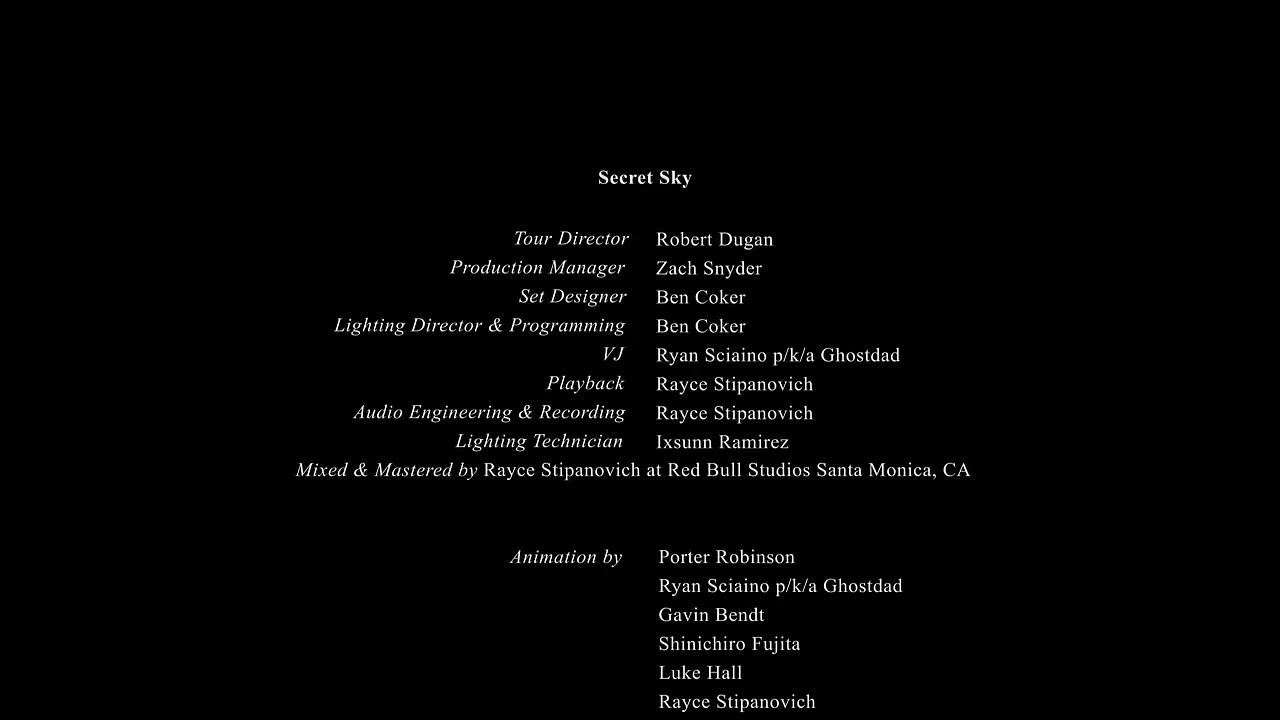 Secret Sky
Tour Director Robert Dugan
Production Manager Zach Snyder
Set Designer Ben Coker
Lighting Director & Programming Ben Coker
VJ Ryan Sciaino p/k/a Ghostdad
Playback Rayce Stipanovich
Audio Engineering & Recording Rayce Stipanovich
Lighting Technician Ixsunn Ramirez
Mixed & Mastered by Rayce Stipanovich at Red Bull Studios Santa Monica, CA
Animation by Porter Robinson
Ryan Sciaino p/k/a Ghostdad
Gavin Bendt
Shinichiro Fujita
Luke Hall
Rayce Stipanovich